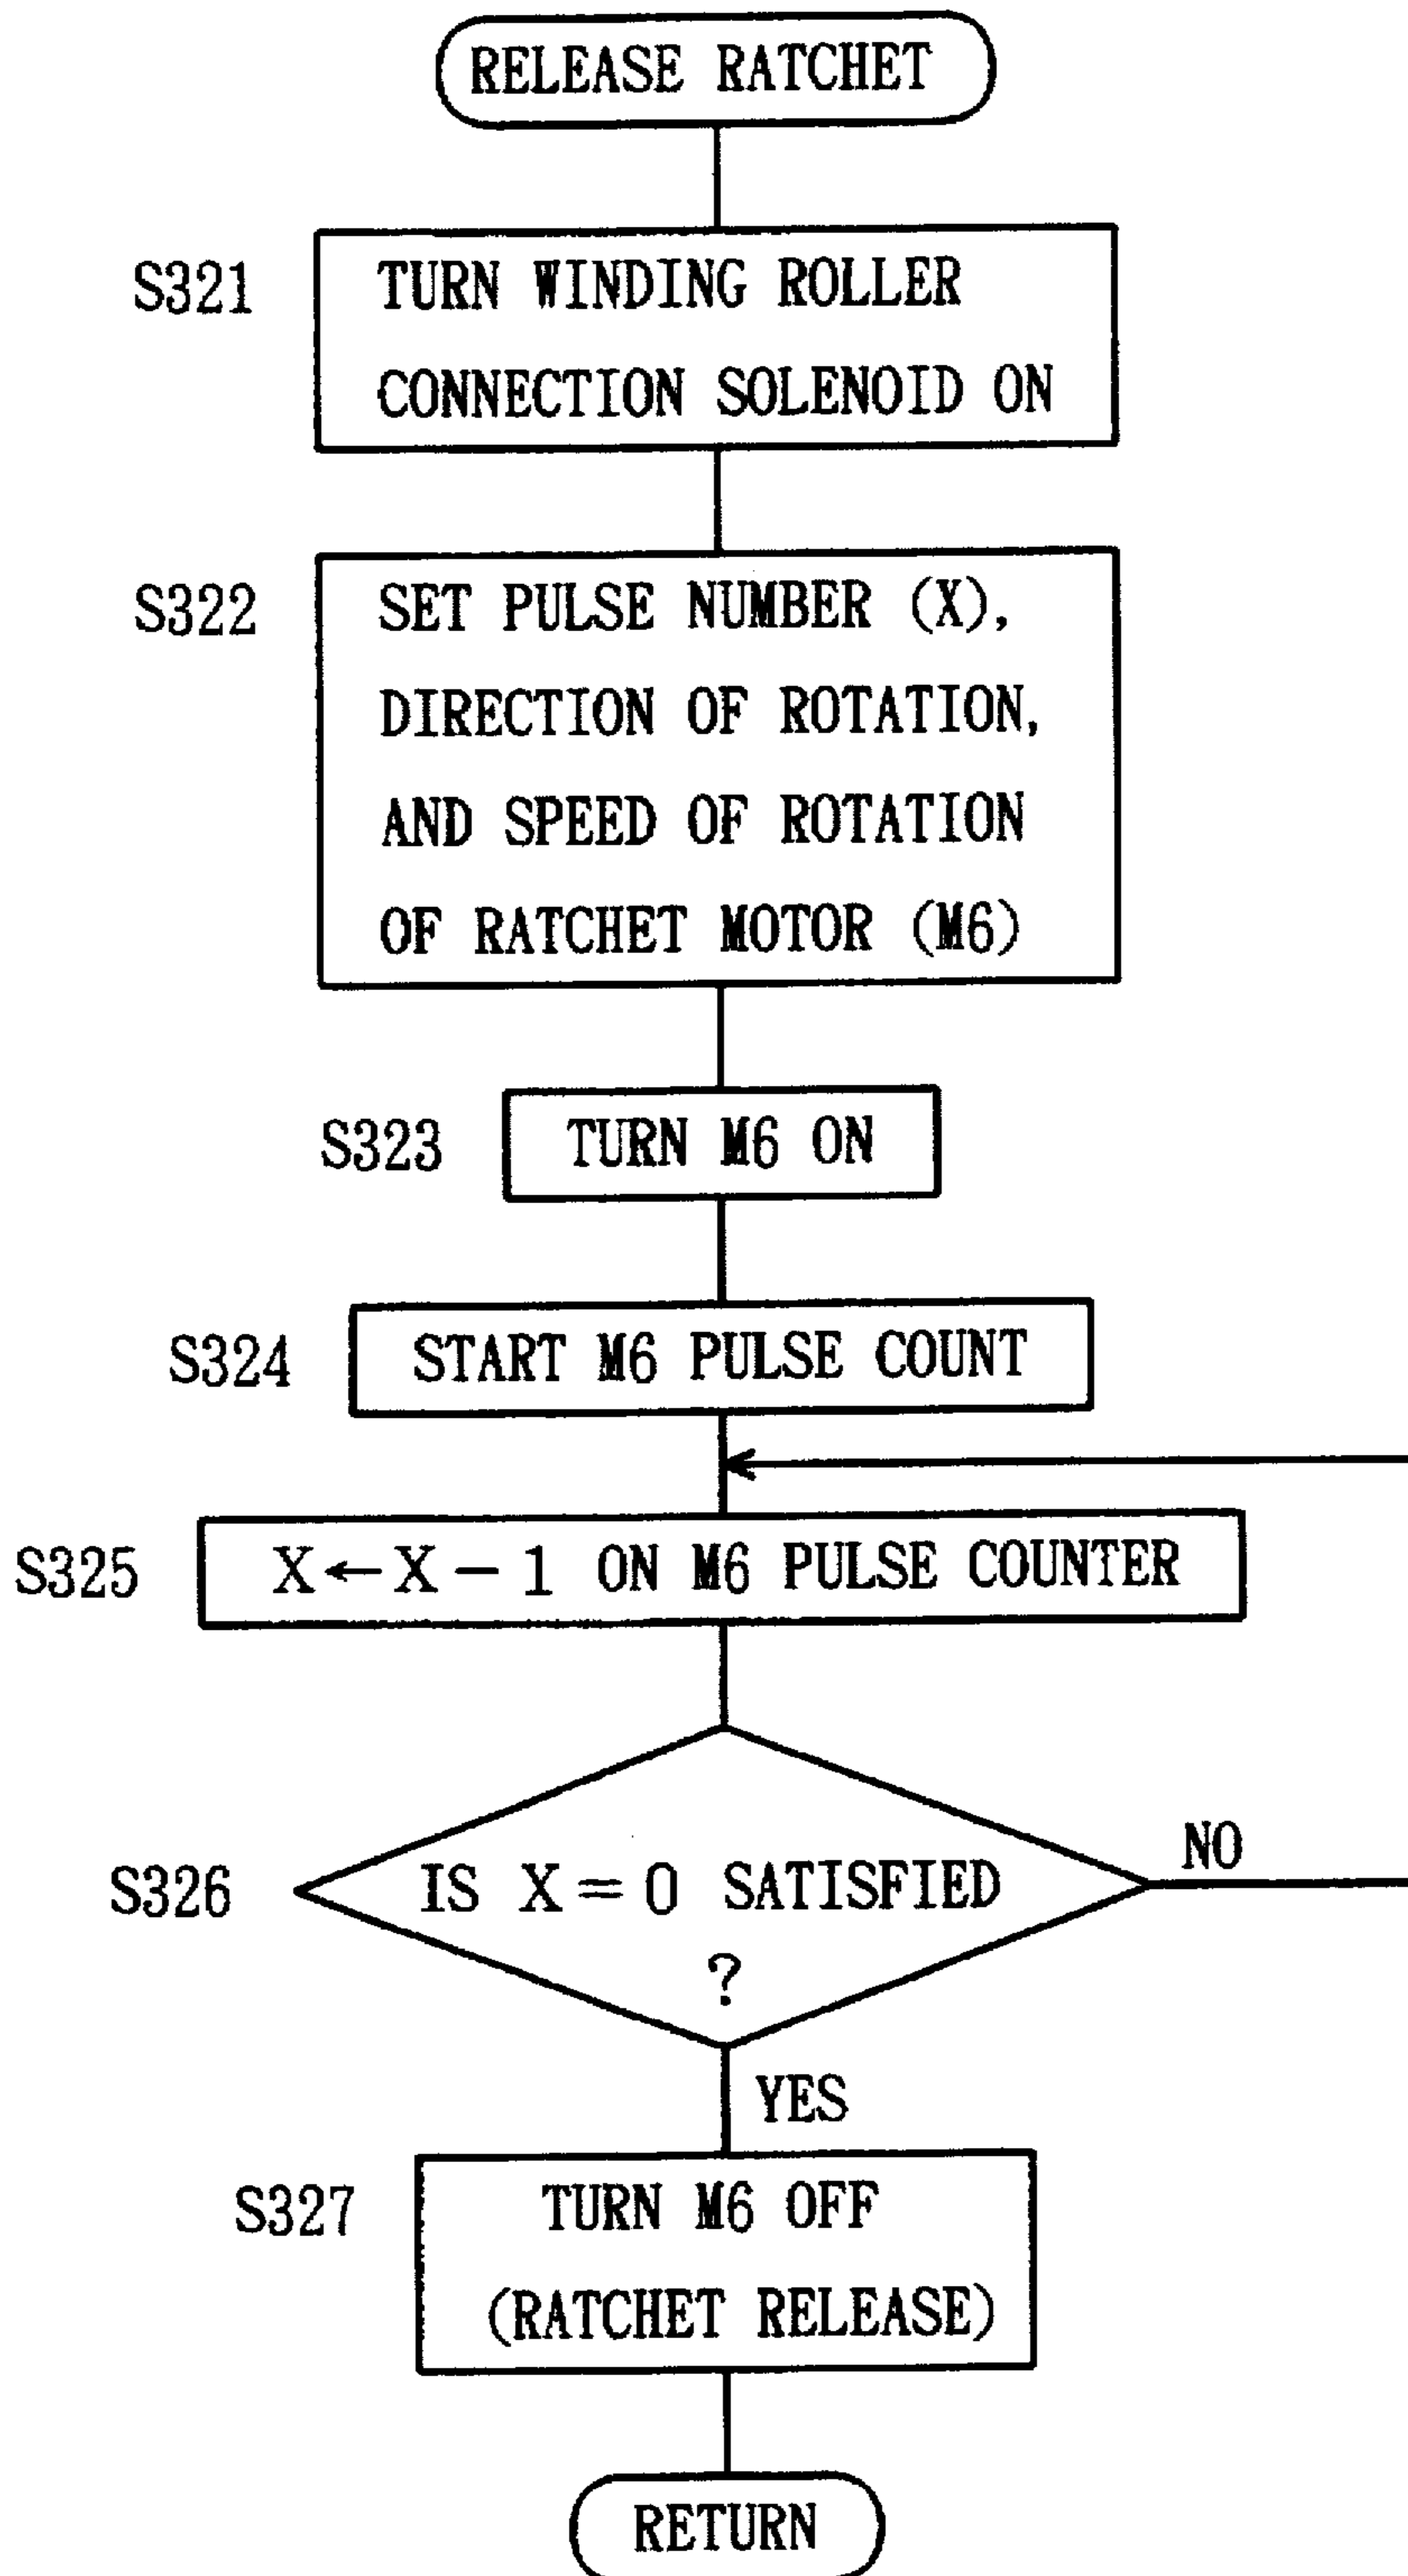 RELEASE RATCHET
S321
TURN WINDING ROLLER
CONNECTION SOLENOID ON
S322
SET PULSE NUMBER (X),
DIRECTION OF ROTATION,
AND SPEED OF ROTATION
OF RATCHET MOTOR (M6)
S323
TURN M6 ON
S324
START M6 PULSE COUNT
S325
X←X－1 ON M6 PULSE COUNTER
S326
IS X=0 SATISFIED
?
NO
YES
S327
TURN M6 OFF
(RATCHET RELEASE)
RETURN